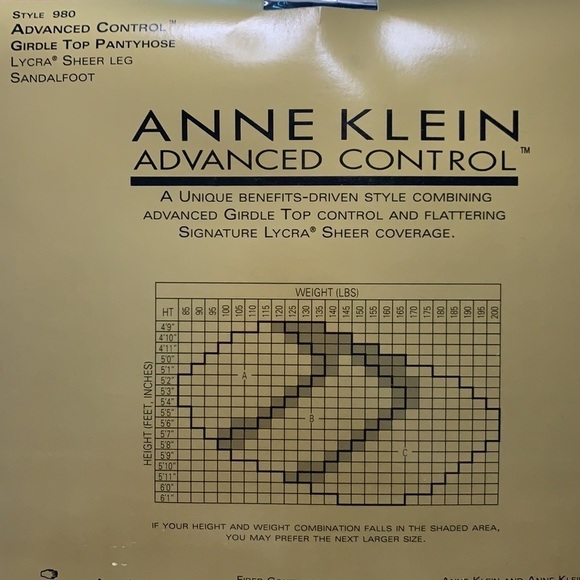 STYLE 980
ADVANCED CONTROL™
GIRDLE TOP PANTYHOSE
LYCRA® SHEER LEG
SANDALFOOT
ANNE KLEIN
ADVANCED CONTROL™
A UNIQUE BENEFITS-DRIVEN STYLE COMBINING
ADVANCED GIRDLE TOP CONTROL AND FLATTERING
SIGNATURE LYCRA® SHEER COVERAGE.
WEIGHT (LBS)
HT 85 90 95 100 105 110 115 120 125 130 135 140 145 150 155 160 165 170 175 180 185 190 195 200
HEIGHT (FEET, INCHES)
4'9"
4'10"
4'11"
5'0"
5'1"
5'2"
5'3"
5'4"
5'5"
5'6"
5'7"
5'8"
5'9"
5'10"
5'11"
6'0"
6'1"
A
B
C
IF YOUR HEIGHT AND WEIGHT COMBINATION FALLS IN THE SHADED AREA,
YOU MAY PREFER THE NEXT LARGER SIZE.